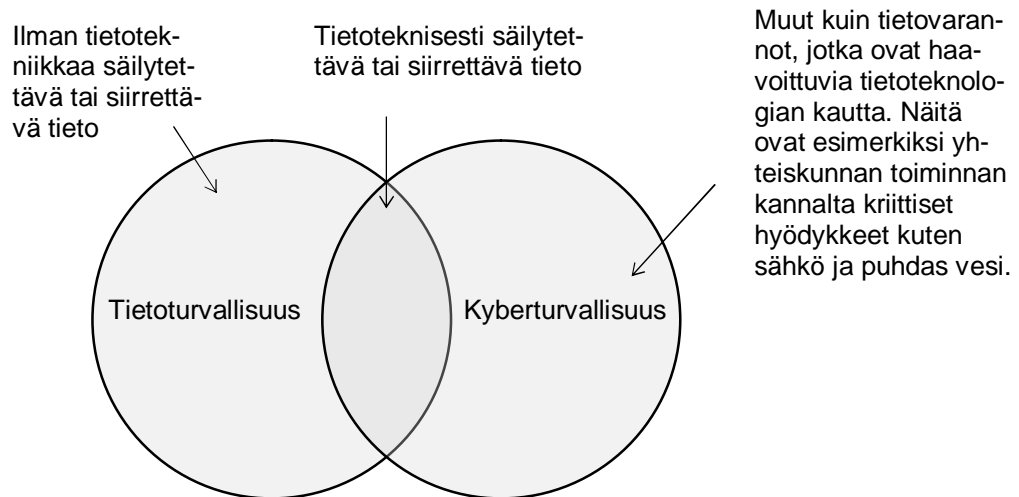 Ilman tietotek-
niikkaa säilytet-
tävä tai siirrettä-
vä tieto
Tietoteknisesti säilytet-
tävä tai siirrettävä tieto
Muut kuin tietovaran-
not, jotka ovat haa-
voittuvia tietoteknolo-
gian kautta. Näitä
ovat esimerkiksi yh-
teiskunnan toiminnan
kannalta kriittiset
hyödykkeet kuten
sähkö ja puhdas vesi.
Tietoturvallisuus
Kyberturvallisuus